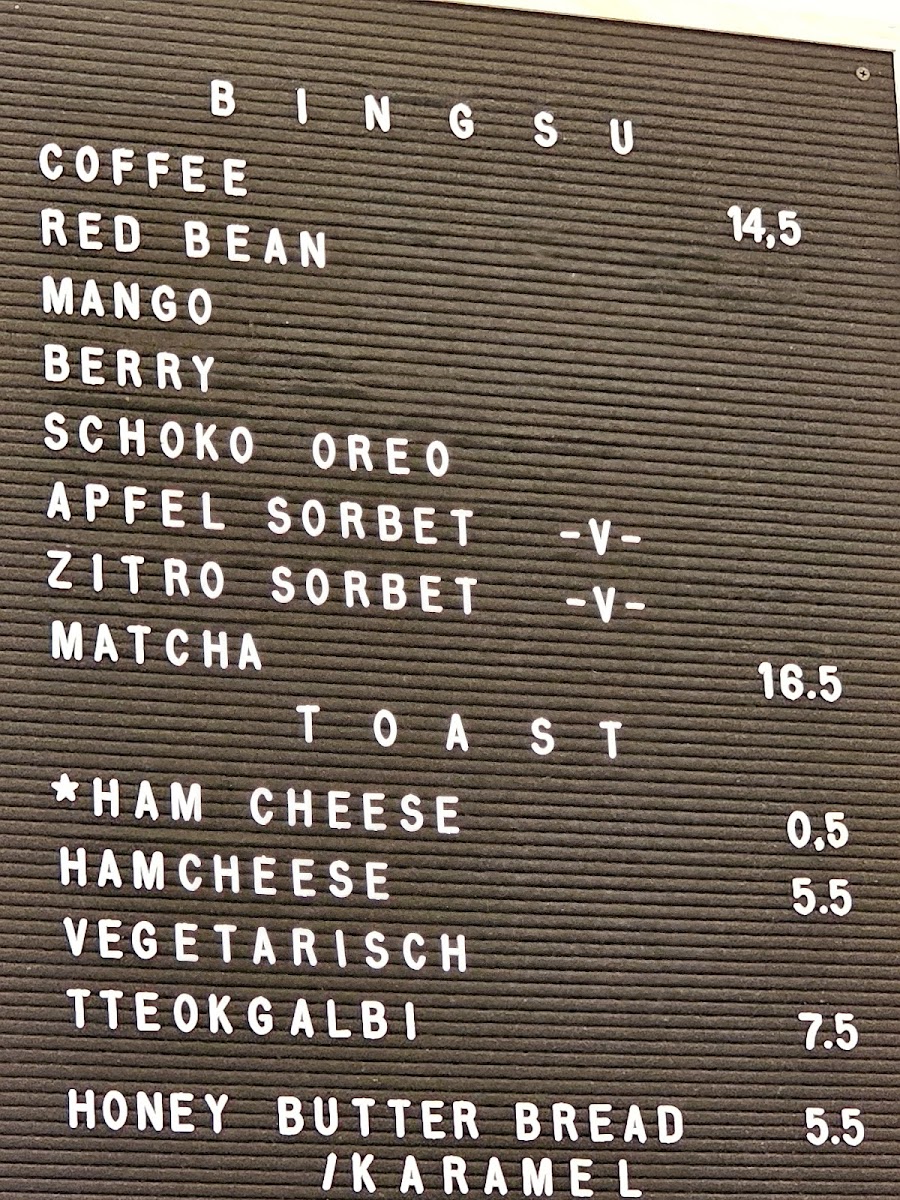 BINGSU
COFFEE 14,5
RED BEAN
MANGO
BERRY
SCHOKO OREO
APFEL SORBET -V-
ZITRO SORBET -V-
MATCHA 16.5
TOAST
*HAM CHEESE 0,5
HAMCHEESE 5.5
VEGETARISCH
TTEOKGALBI 7.5
HONEY BUTTER BREAD 5.5
/KARAMEL